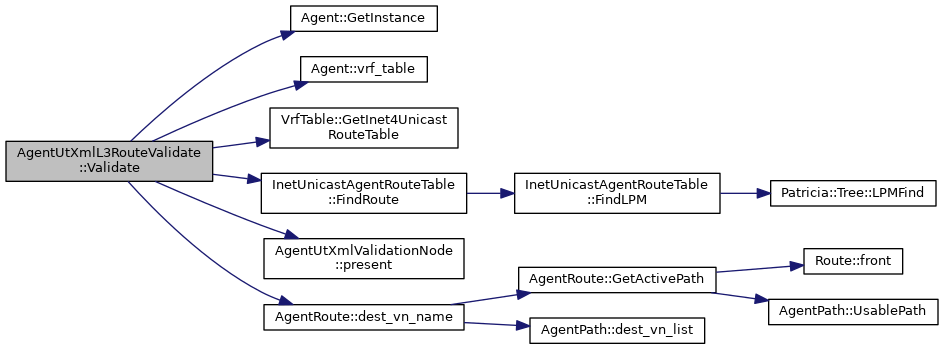 Agent::GetInstance
Agent::vrf_table
VrfTable::GetInet4Unicast
RouteTable
AgentUtXmlL3RouteValidate
::Validate
InetUnicastAgentRouteTable
::FindRoute
InetUnicastAgentRouteTable
::FindLPM
Patricia::Tree::LPMFind
AgentUtXmlValidationNode
::present
AgentRoute::dest_vn_name
AgentRoute::GetActivePath
Route::front
AgentPath::UsablePath
AgentPath::dest_vn_list